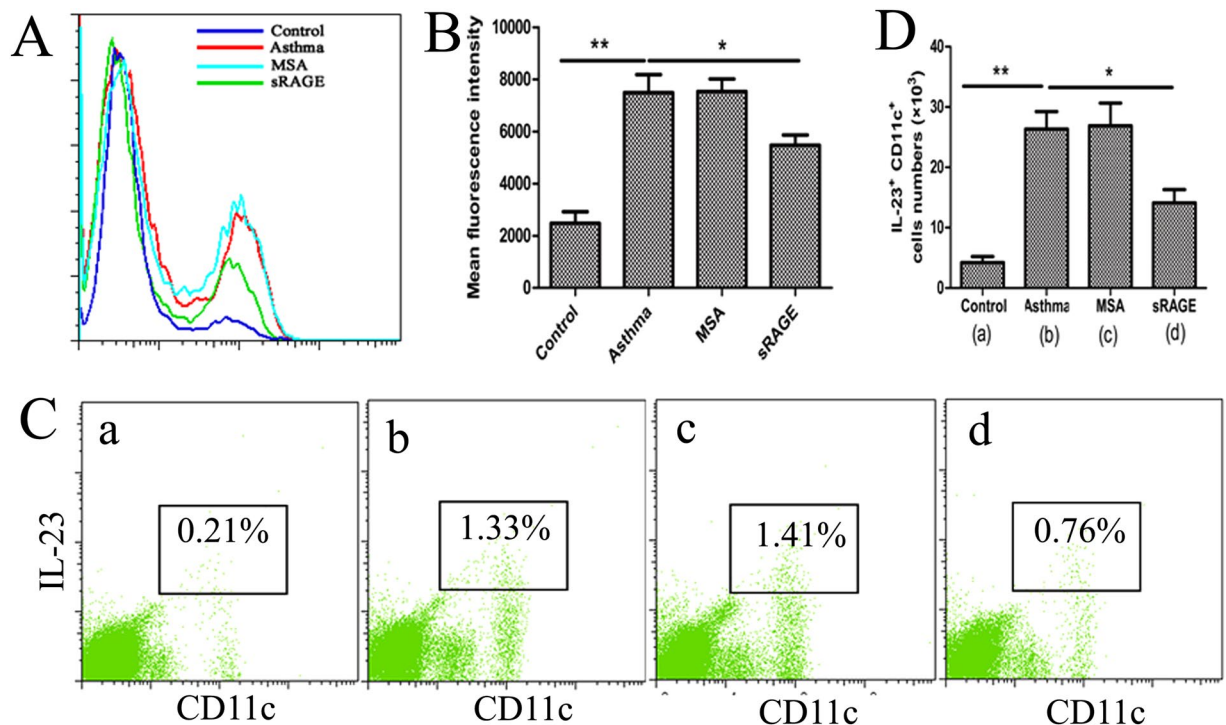 A
Control
Asthma
MSA
sRAGE
B
Mean fluorescence intensity
10000
8000
6000
4000
2000
0
**
*
Control
Asthma
MSA
sRAGE
D
IL-23+ CD11c+
cells numbers (×10³)
40
30
20
10
0
**
*
Control Asthma MSA sRAGE
(a) (b) (c) (d)
C
a
b
c
d
0.21%
1.33%
1.41%
0.76%
IL-23
CD11c
CD11c
CD11c
CD11c